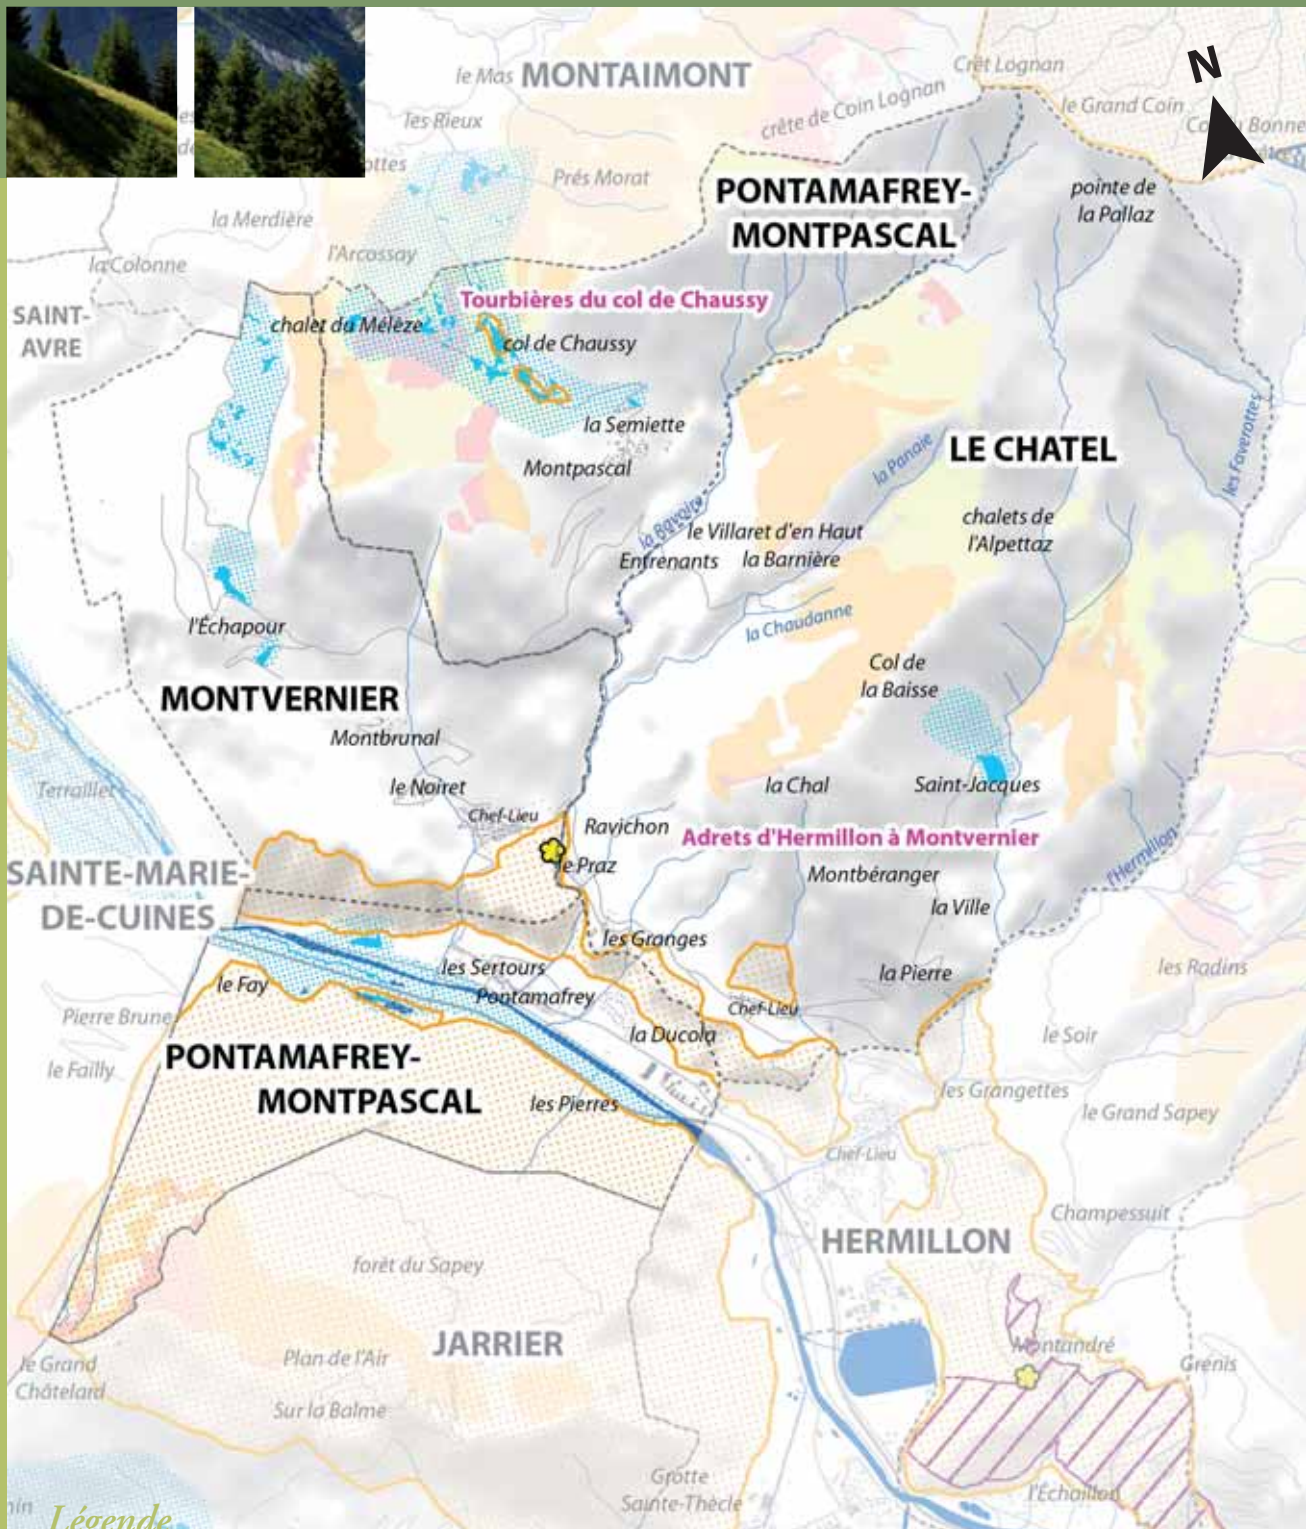 N
le Mas
MONTAIMONT
Crêt Lognan
crête de Coin Lognan
le Grand Coin
les Rieux
Prés Morat
PONTAMAFREY-
MONTPASCAL
pointe de
la Pallaz
la Merdière
l'Arcossay
la Colonne
SAINT-
AVRE
Tourbières du col de Chaussy
chalet du Mélèze
col de Chaussy
la Semiette
Montpascal
LE CHATEL
la Panaie
les Faverottes
la Bavoire
le Villaret d'en Haut
Entrenants
la Barnière
chalets de
l'Alpettaz
la Chaudanne
l'Échapour
Col de
la Baisse
MONTVERNIER
Montbrunal
le Noiret
la Chal
Saint-Jacques
Terraillet
Chef-Lieu
Ravichon
Adrets d'Hermillon à Montvernier
le Praz
Montbéranger
l'Hermillon
SAINTE-MARIE-
DE-CUINES
la Ville
les Granges
les Sertours
la Pierre
les Radins
le Fay
Pontamafrey
Chef-Lieu
Pierre Brune
la Ducola
le Soir
le Failly
PONTAMAFREY-
MONTPASCAL
les Pierres
les Grangettes
le Grand Sapey
Chef-Lieu
Champessuit
HERMILLON
forêt du Sapey
JARRIER
Montandré
Grenis
le Grand
Châtelard
Plan de l'Air
Sur la Balme
Grotte
Sainte-Thècle
l'Échaillon
Légende